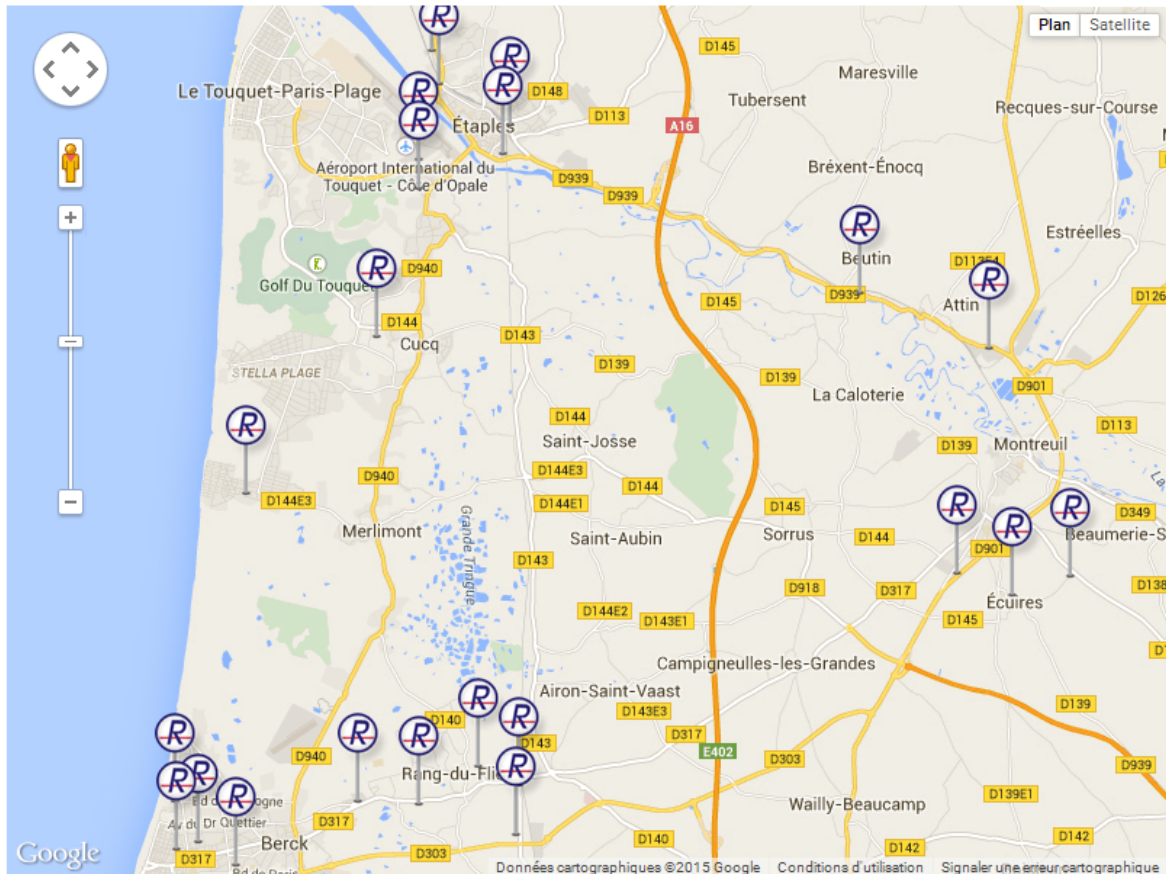 Plan Satellite
R
D145
R
Maresville
Le Touquet-Paris-Plage
R
R
D148
Tubersent
Recques-sur-Course
R
Étaples
D113
A16
Aéroport International du
Touquet - Côte d'Opale
Bréxent-Énocq
D939
D939
R
Estréelles
Beutin
R
D940
D113E4
R
Golf Du Touquet
D939
Attin
D126
D145
D144
Cucq
D143
D139
STELLA PLAGE
D139
D901
La Caloterie
D144
R
Saint-Josse
D139
Montreuil
D113
D940
D144E3
D144
D144E3
D144E1
D145
R
R
D349
Merlimont
Grande Tringue
Saint-Aubin
Sorrus
D144
R
Beaumerie-S
D901
D143
D918
D317
D138
Écuires
D144E2
D143E1
D145
Campigneulles-les-Grandes
Airon-Saint-Vaast
R
D143E3
D139
R
D140
R
R
R
R
D143
D317
D940
E402
D303
D939
R
R
R
Rang-du-Flie
R
D139E1
Wailly-Beaucamp
D317
Av du Dr Quettier
Berck
D140
D142
D142
D303
D317
Google
Données cartographiques ©2015 Google Conditions d'utilisation Signaler une erreur cartographique